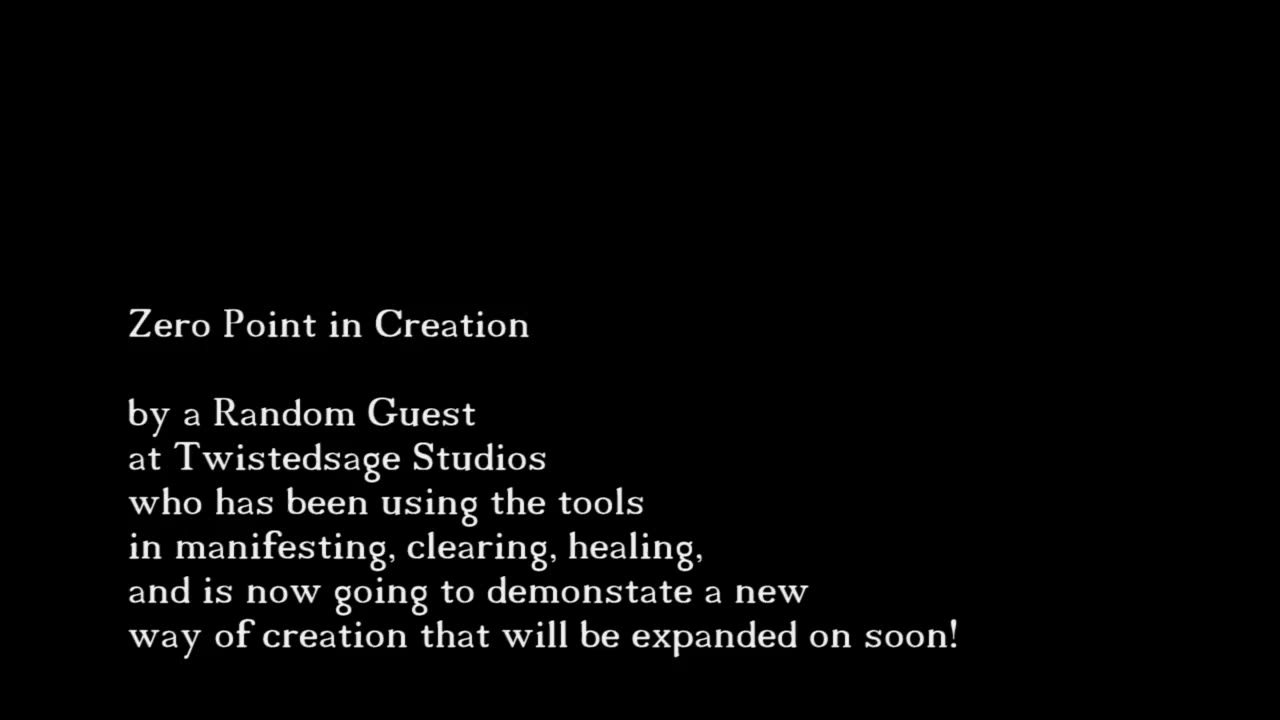 Zero Point in Creation
by a Random Guest
at Twistedsage Studios
who has been using the tools
in manifesting, clearing, healing,
and is now going to demonstate a new
way of creation that will be expanded on soon!